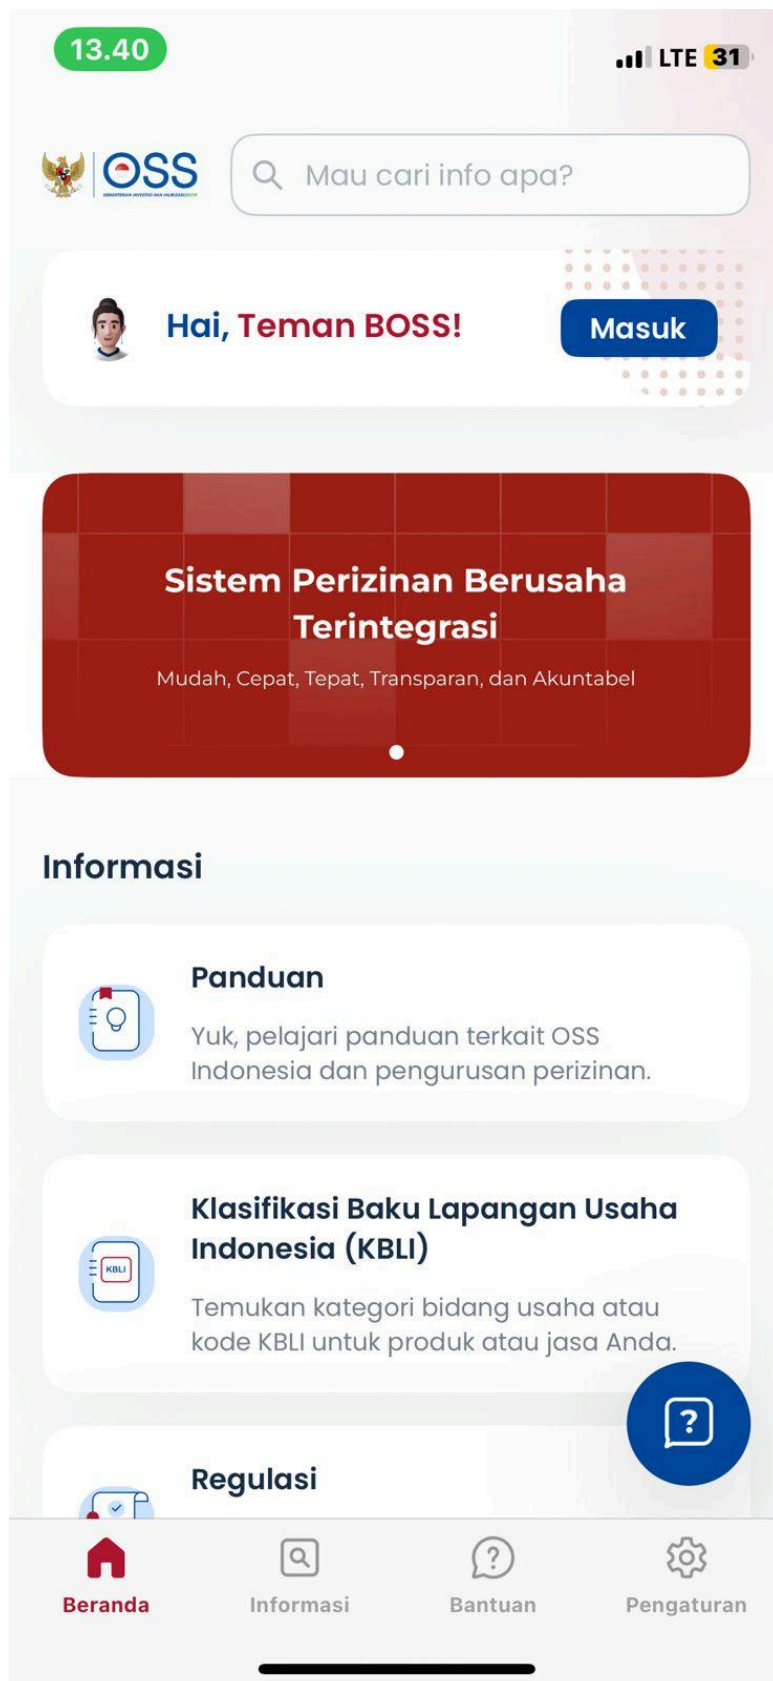 13.40
LTE 31
OSS
Mau cari info apa?
Hai, Teman BOSS!
Masuk
Sistem Perizinan Berusaha
Terintegrasi
Mudah, Cepat, Tepat, Transparan, dan Akuntabel
Informasi
Panduan
Yuk, pelajari panduan terkait OSS
Indonesia dan pengurusan perizinan.
Klasifikasi Baku Lapangan Usaha
Indonesia (KBLI)
KBLI
Temukan kategori bidang usaha atau
kode KBLI untuk produk atau jasa Anda.
Regulasi
Beranda
Informasi
Bantuan
Pengaturan